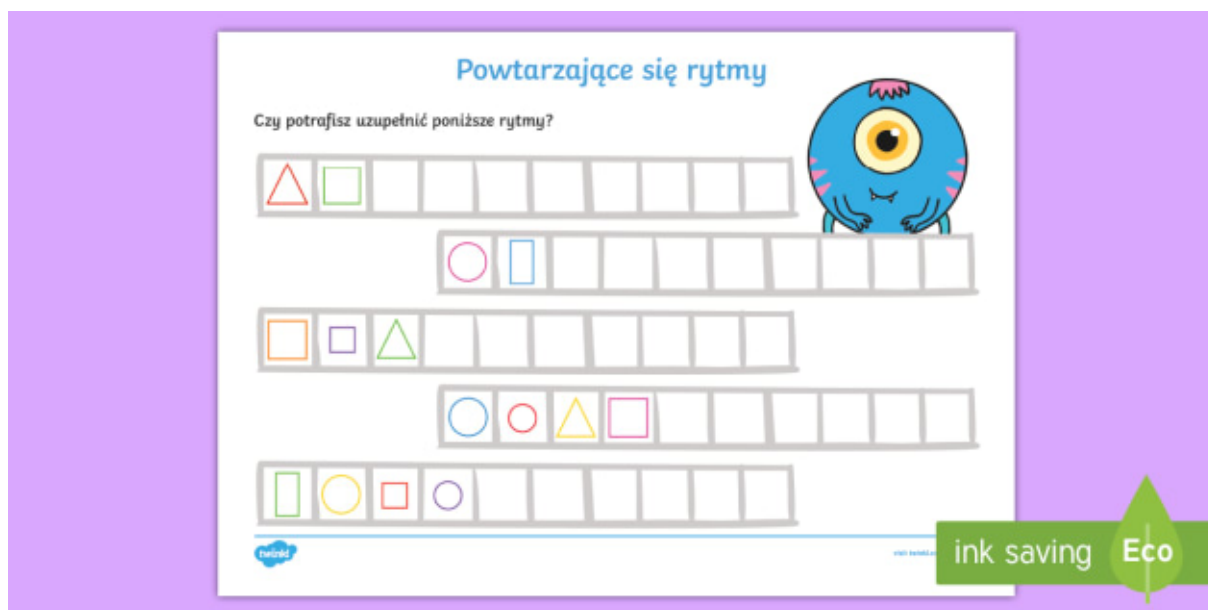 Powtarzające się rytmy
Czy potrafisz uzupełnić poniższe rytmy?
twinkl
ink saving
Eco